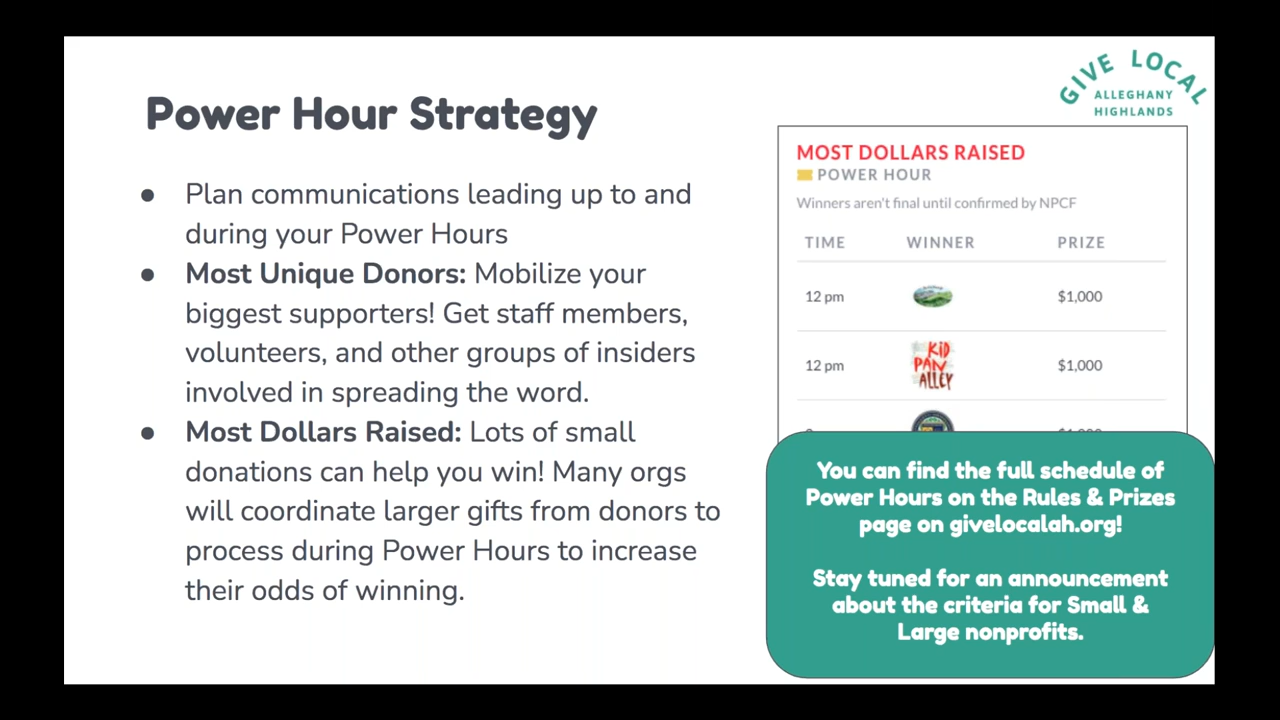 GIVE LOCAL
ALLEGHANY
HIGHLANDS
Power Hour Strategy
● Plan communications leading up to and
during your Power Hours
● Most Unique Donors: Mobilize your
biggest supporters! Get staff members,
volunteers, and other groups of insiders
involved in spreading the word.
● Most Dollars Raised: Lots of small
donations can help you win! Many orgs
will coordinate larger gifts from donors to
process during Power Hours to increase
their odds of winning.
MOST DOLLARS RAISED
POWER HOUR
Winners aren't final until confirmed by NPCF
TIME WINNER PRIZE
12 pm $1,000
12 pm KID PAN ALLEY $1,000
You can find the full schedule of
Power Hours on the Rules & Prizes
page on givelocalah.org!
Stay tuned for an announcement
about the criteria for Small &
Large nonprofits.